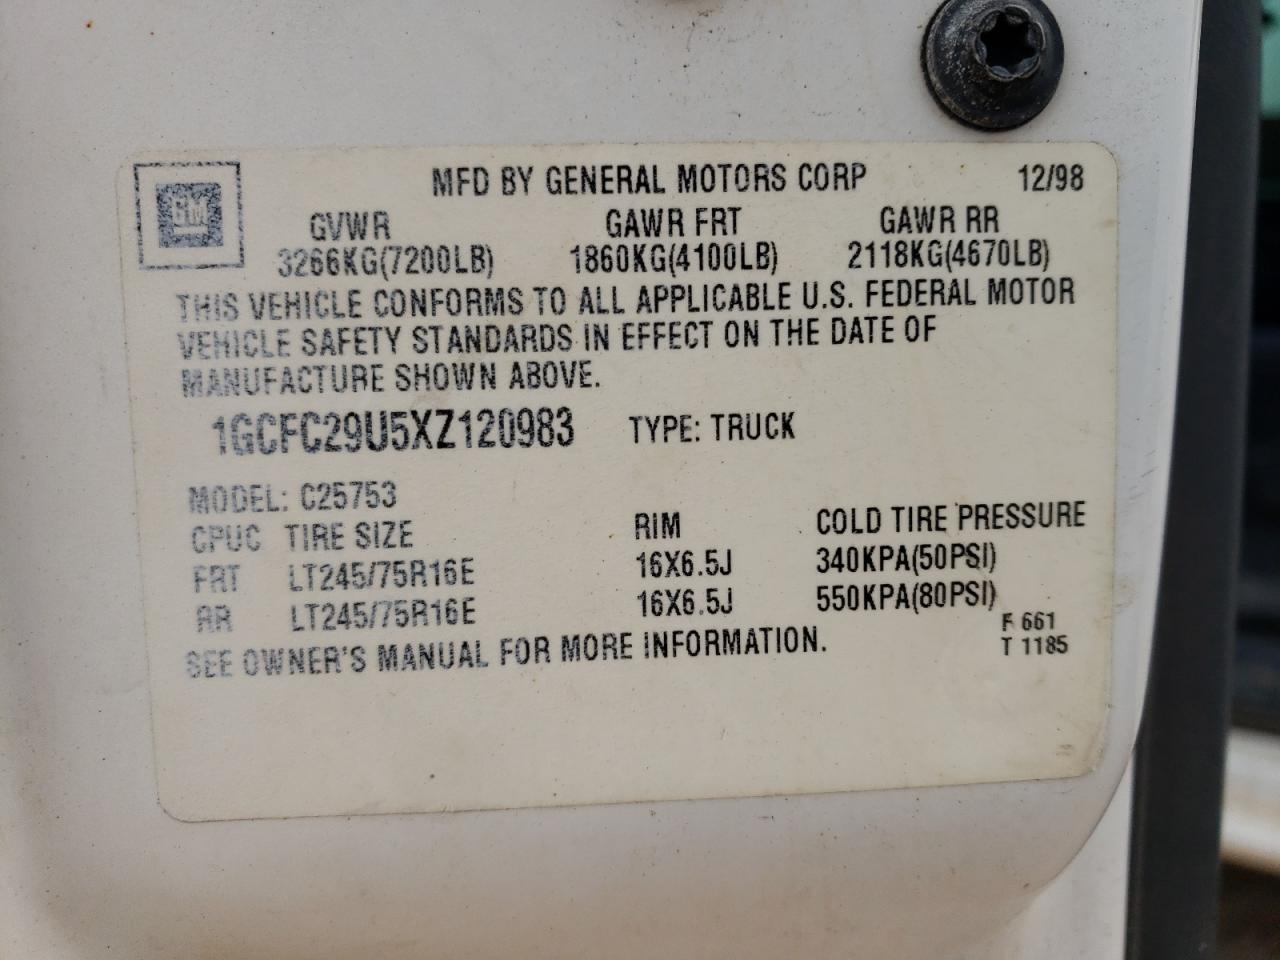 GM
MFD BY GENERAL MOTORS CORP 12/98
GVWR GAWR FRT GAWR RR
3266KG(7200LB) 1860KG(4100LB) 2118KG(4670LB)
THIS VEHICLE CONFORMS TO ALL APPLICABLE U.S. FEDERAL MOTOR
VEHICLE SAFETY STANDARDS IN EFFECT ON THE DATE OF
MANUFACTURE SHOWN ABOVE.
1GCFC29U5XZ120983 TYPE: TRUCK
MODEL: C25753
CPUC TIRE SIZE RIM COLD TIRE PRESSURE
FRT LT245/75R16E 16X6.5J 340KPA(50PSI)
RR LT245/75R16E 16X6.5J 550KPA(80PSI)
F 661
SEE OWNER'S MANUAL FOR MORE INFORMATION. T 1185